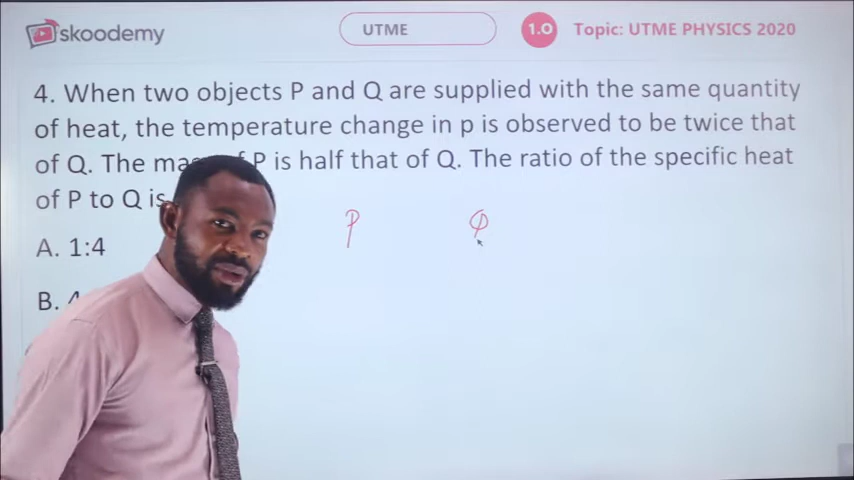 skoodemy
UTME
1.0
Topic: UTME PHYSICS 2020
4. When two objects P and Q are supplied with the same quantity
of heat, the temperature change in p is observed to be twice that
of Q. The P is half that of Q. The ratio of the specific heat
of P to Q is
P Q
A. 1:4
B.